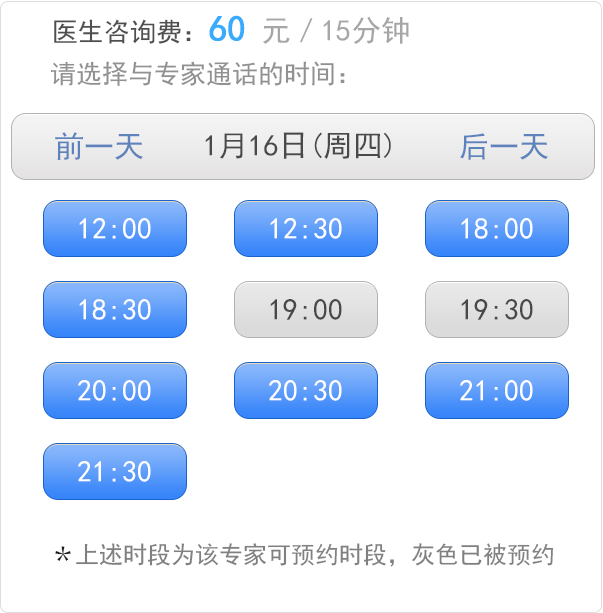 医生咨询费：60 元 / 15分钟
请选择与专家通话的时间：
前一天 1月16日(周四) 后一天
12:00 12:30 18:00
18:30 19:00 19:30
20:00 20:30 21:00
21:30
*上述时段为该专家可预约时段，灰色已被预约